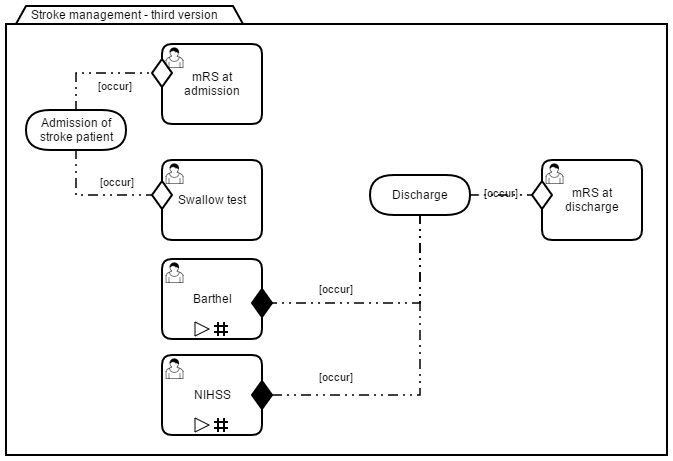 Stroke management - third version
mRS at
admission
[occur]
Admission of
stroke patient
[occur]
Swallow test
Discharge
[occur]
mRS at
discharge
Barthel
[occur]
NIHSS
[occur]